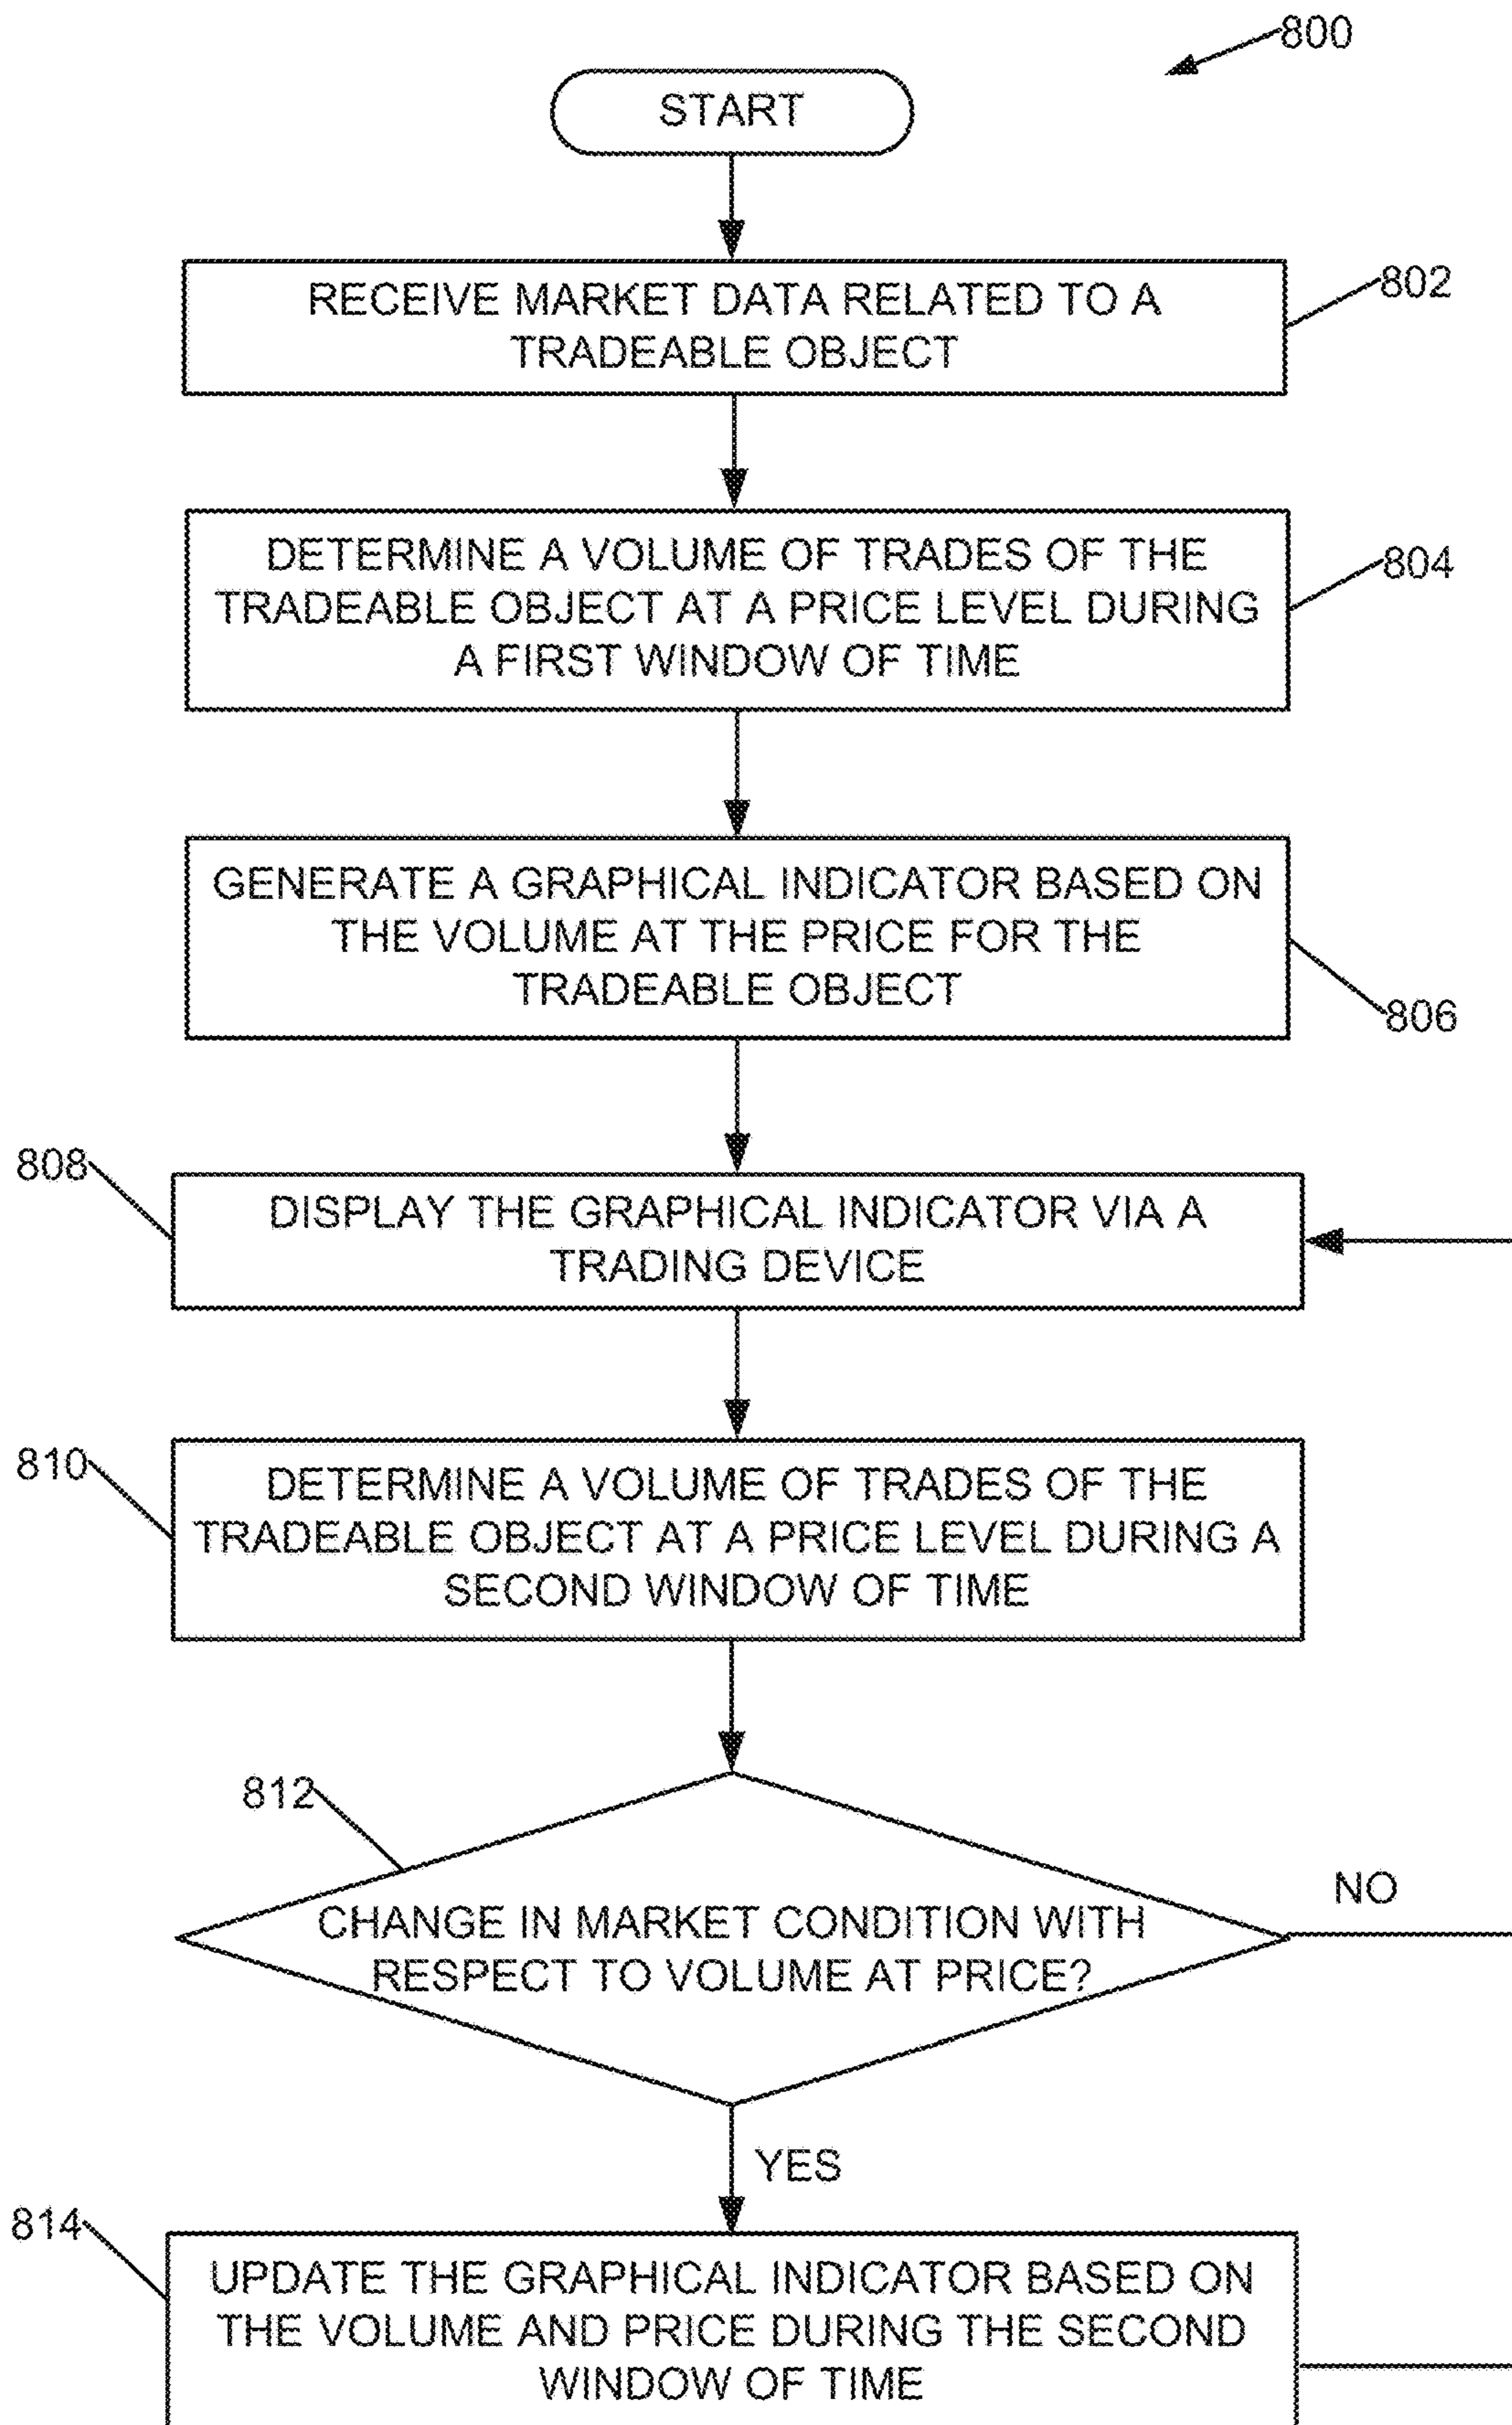 800
START
RECEIVE MARKET DATA RELATED TO A
TRADEABLE OBJECT
802
DETERMINE A VOLUME OF TRADES OF THE
TRADEABLE OBJECT AT A PRICE LEVEL DURING
A FIRST WINDOW OF TIME
804
GENERATE A GRAPHICAL INDICATOR BASED ON
THE VOLUME AT THE PRICE FOR THE
TRADEABLE OBJECT
806
808
DISPLAY THE GRAPHICAL INDICATOR VIA A
TRADING DEVICE
810
DETERMINE A VOLUME OF TRADES OF THE
TRADEABLE OBJECT AT A PRICE LEVEL DURING A
SECOND WINDOW OF TIME
812
CHANGE IN MARKET CONDITION WITH
RESPECT TO VOLUME AT PRICE?
NO
YES
814
UPDATE THE GRAPHICAL INDICATOR BASED ON
THE VOLUME AND PRICE DURING THE SECOND
WINDOW OF TIME